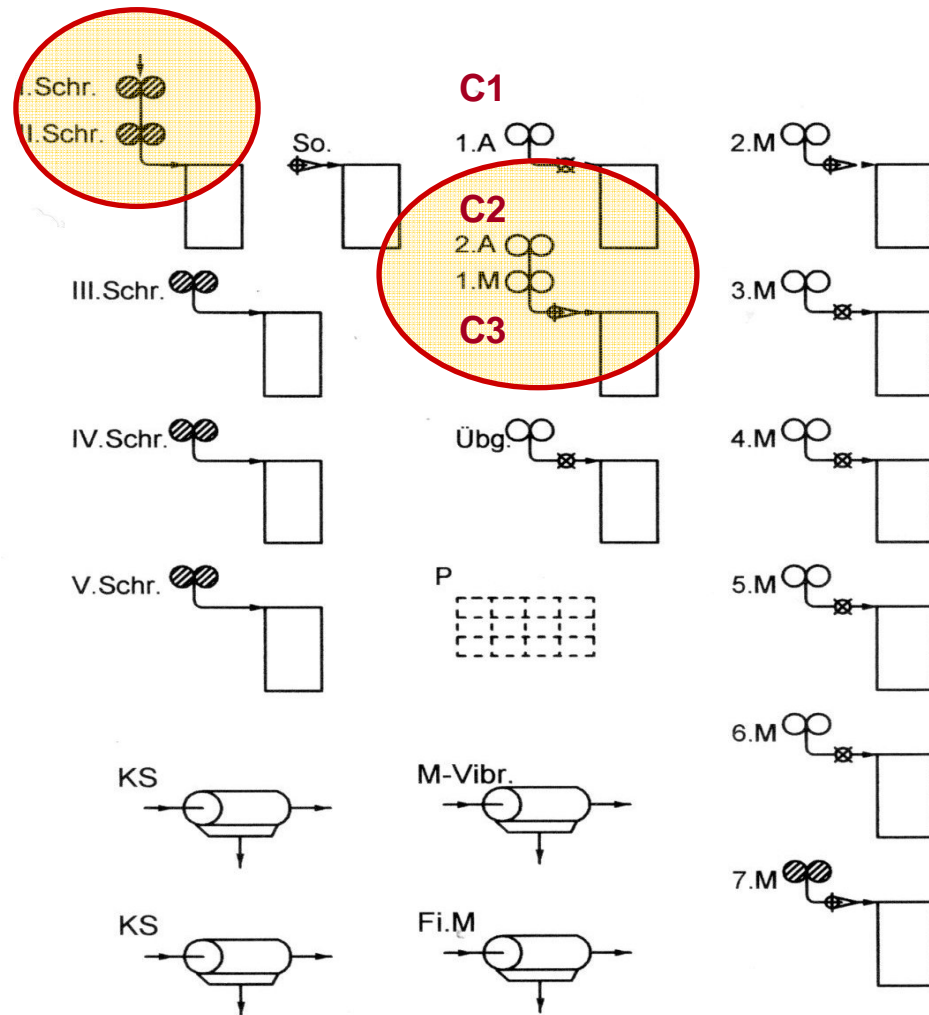 I.Schr.
II.Schr.
So.
C1
1.A
2.M
C2
2.A
1.M
C3
III.Schr.
3.M
IV.Schr.
Übg.
4.M
V.Schr.
P
5.M
6.M
KS
M-Vibr.
7.M
KS
Fi.M